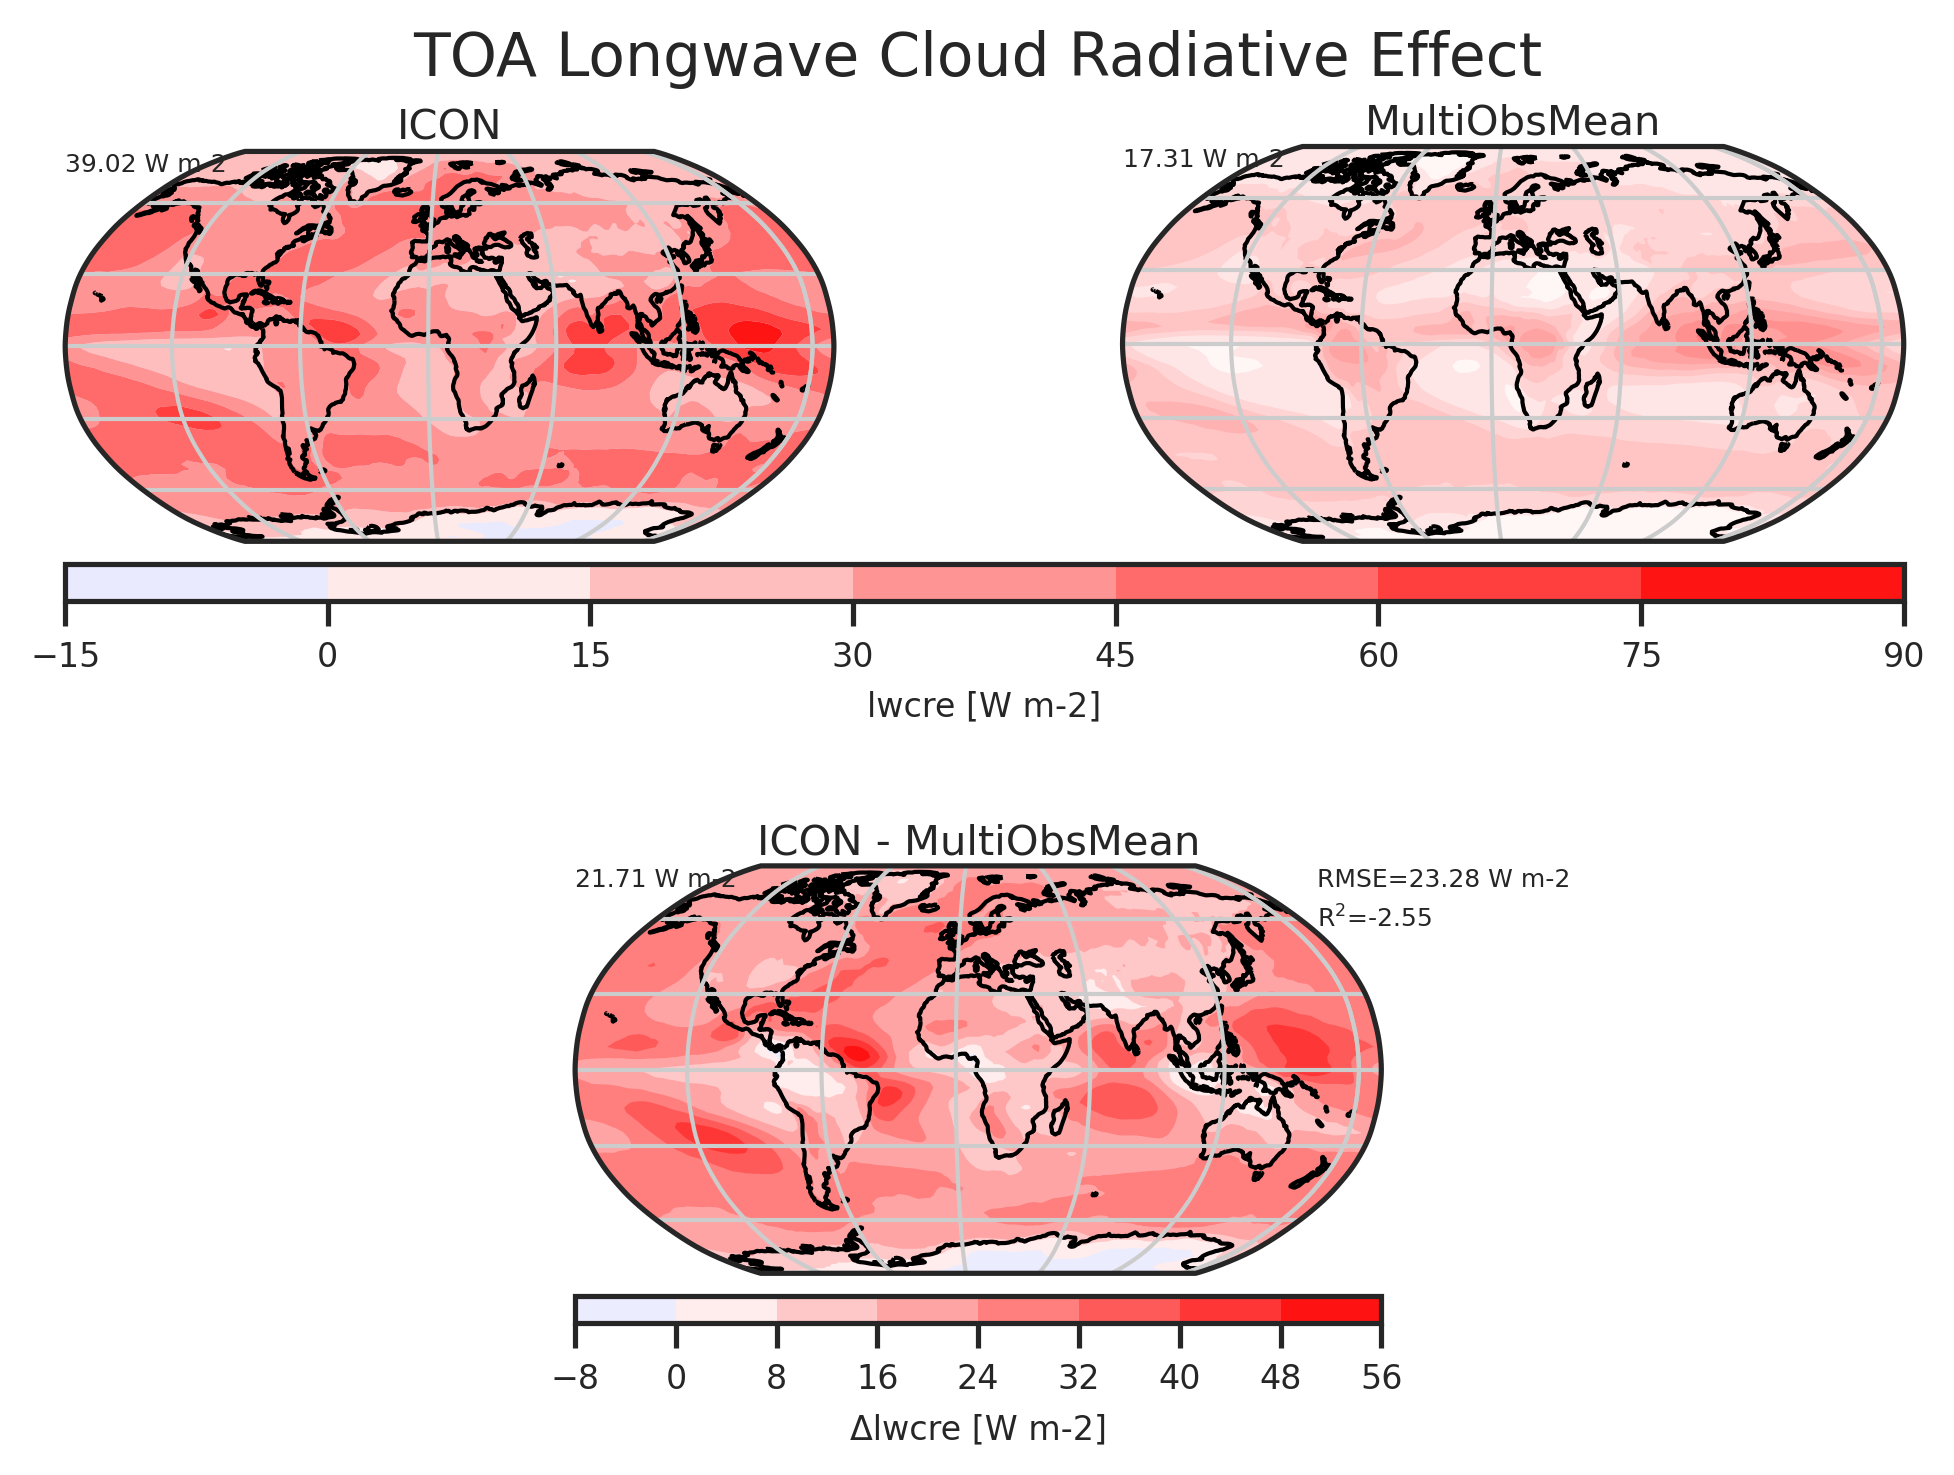 TOA Longwave Cloud Radiative Effect
ICON
MultiObsMean
39.02 W m-2
17.31 W m-2
−15 0 15 30 45 60 75 90
lwcre [W m-2]
ICON - MultiObsMean
21.71 W m-2
RMSE=23.28 W m-2
R²=-2.55
−8 0 8 16 24 32 40 48 56
Δlwcre [W m-2]